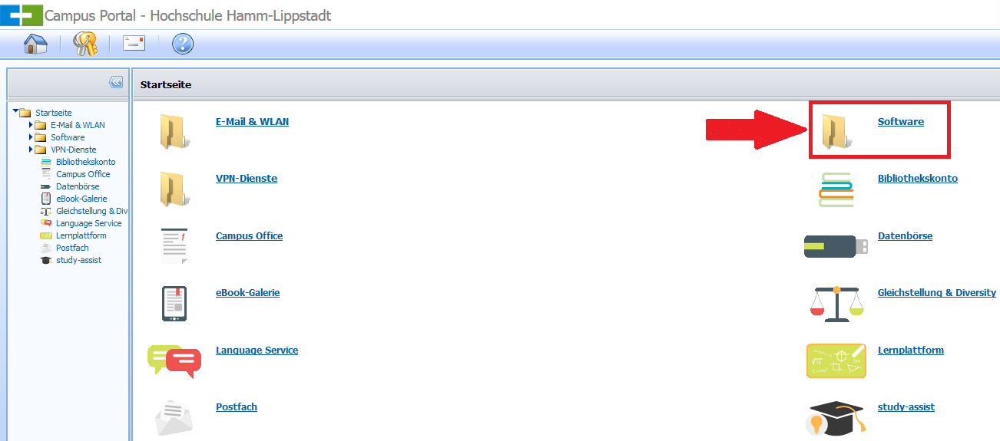 Campus Portal - Hochschule Hamm-Lippstadt
Startseite
Startseite
E-Mail & WLAN
Software
VPN-Dienste
Bibliothekskonto
Campus Office
Datenbörse
eBook-Galerie
Gleichstellung & Div
Language Service
Lernplattform
Postfach
study-assist
E-Mail & WLAN
Software
VPN-Dienste
Bibliothekskonto
Campus Office
Datenbörse
eBook-Galerie
Gleichstellung & Diversity
Language Service
Lernplattform
Postfach
study-assist